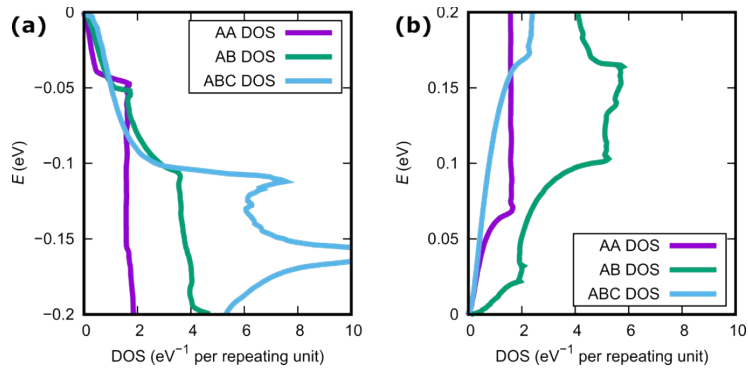 (a)
AA DOS
AB DOS
ABC DOS
0
−0.05
−0.1
−0.15
−0.2
E (eV)
0 2 4 6 8 10
DOS (eV⁻¹ per repeating unit)
(b)
0.2
0.15
0.1
0.05
0
E (eV)
AA DOS
AB DOS
ABC DOS
0 2 4 6 8 10
DOS (eV⁻¹ per repeating unit)